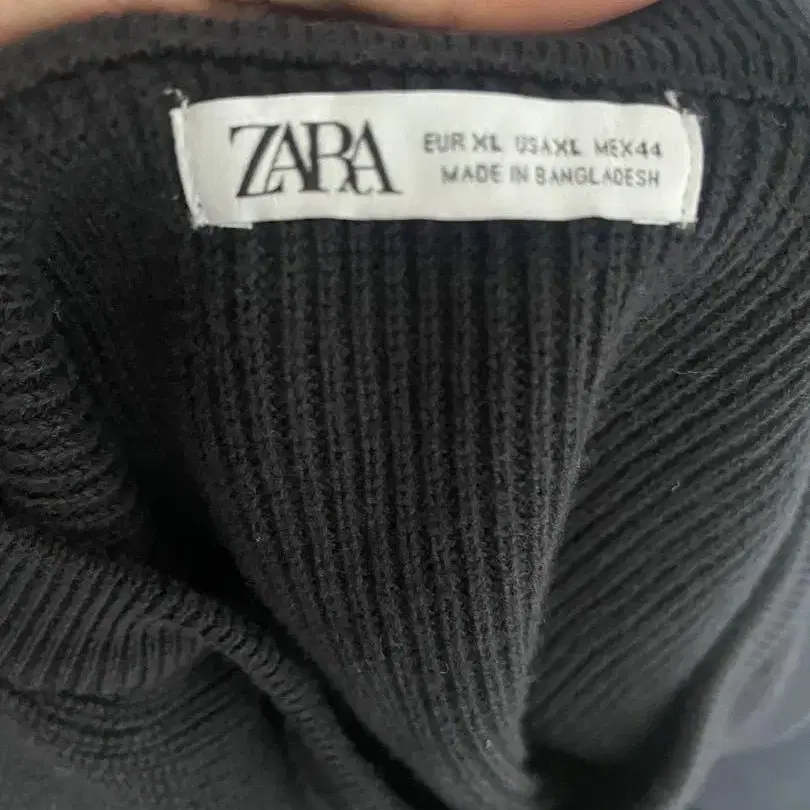 ZARA
EUR XL USA XL MEX 44
MADE IN BANGLADESH